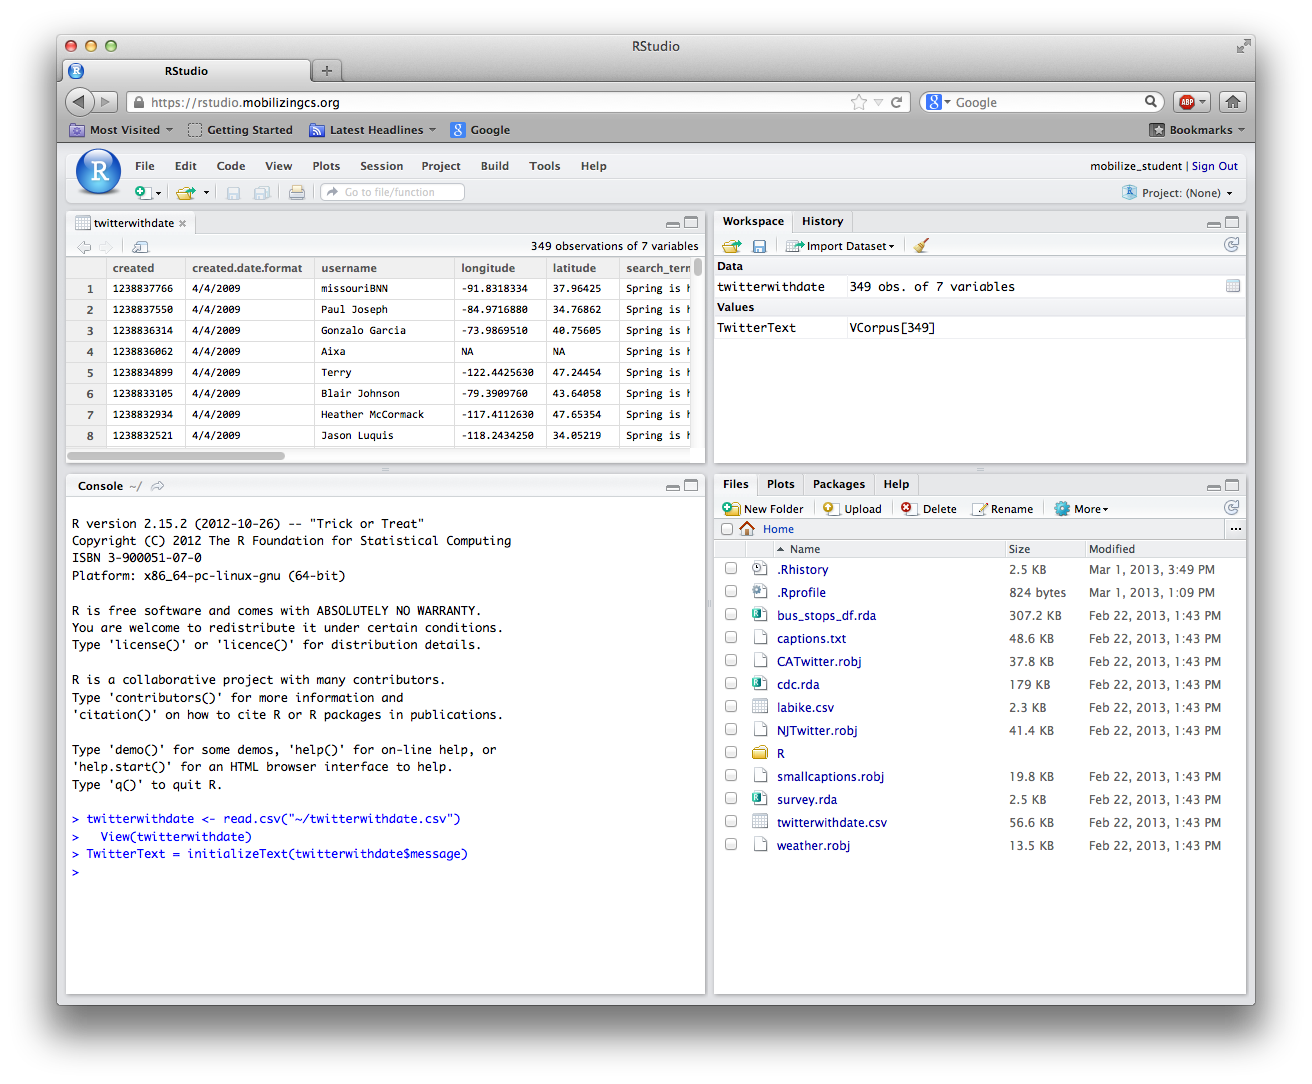 RStudio
RStudio
https://rstudio.mobilizingcs.org
Google
ABP
Most Visited Getting Started Latest Headlines Google Bookmarks
R File Edit Code View Plots Session Project Build Tools Help mobilize_student | Sign Out
Go to file/function Project: (None)
twitterwithdate
349 observations of 7 variables
created created.date.format username longitude latitude search_tern
1 1238837766 4/4/2009 missouriBNN -91.8318334 37.96425 Spring is h
2 1238837550 4/4/2009 Paul Joseph -84.9716880 34.76862 Spring is h
3 1238836314 4/4/2009 Gonzalo Garcia -73.9869510 40.75605 Spring is h
4 1238836062 4/4/2009 Aixa NA NA Spring is h
5 1238834899 4/4/2009 Terry -122.4425630 47.24454 Spring is h
6 1238833105 4/4/2009 Blair Johnson -79.3909760 43.64058 Spring is h
7 1238832934 4/4/2009 Heather McCormack -117.4112630 47.65354 Spring is h
8 1238832521 4/4/2009 Jason Luquis -118.2434250 34.05219 Spring is h
Workspace History
Import Dataset
Data
twitterwithdate 349 obs. of 7 variables
Values
TwitterText VCorpus[349]
Console ~/
R version 2.15.2 (2012-10-26) -- "Trick or Treat"
Copyright (C) 2012 The R Foundation for Statistical Computing
ISBN 3-900051-07-0
Platform: x86_64-pc-linux-gnu (64-bit)
R is free software and comes with ABSOLUTELY NO WARRANTY.
You are welcome to redistribute it under certain conditions.
Type 'license()' or 'licence()' for distribution details.
R is a collaborative project with many contributors.
Type 'contributors()' for more information and
'citation()' on how to cite R or R packages in publications.
Type 'demo()' for some demos, 'help()' for on-line help, or
'help.start()' for an HTML browser interface to help.
Type 'q()' to quit R.
> twitterwithdate <- read.csv("~/twitterwithdate.csv")
>   View(twitterwithdate)
> TwitterText = initializeText(twitterwithdate$message)
>
Files Plots Packages Help
New Folder Upload Delete Rename More
Home ...
Name Size Modified
.Rhistory 2.5 KB Mar 1, 2013, 3:49 PM
.Rprofile 824 bytes Mar 1, 2013, 1:09 PM
bus_stops_df.rda 307.2 KB Feb 22, 2013, 1:43 PM
captions.txt 48.6 KB Feb 22, 2013, 1:43 PM
CATwitter.robj 37.8 KB Feb 22, 2013, 1:43 PM
cdc.rda 179 KB Feb 22, 2013, 1:43 PM
labike.csv 2.3 KB Feb 22, 2013, 1:43 PM
NJTwitter.robj 41.4 KB Feb 22, 2013, 1:43 PM
R
smallcaptions.robj 19.8 KB Feb 22, 2013, 1:43 PM
survey.rda 2.5 KB Feb 22, 2013, 1:43 PM
twitterwithdate.csv 56.6 KB Feb 22, 2013, 1:43 PM
weather.robj 13.5 KB Feb 22, 2013, 1:43 PM